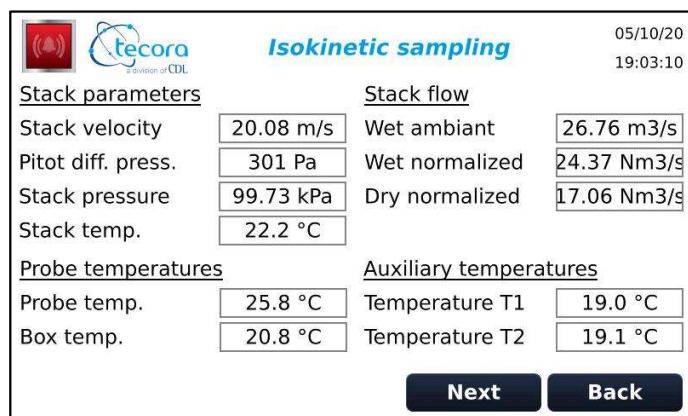 tecora
a division of CDL
Isokinetic sampling
05/10/20
19:03:10
Stack parameters
Stack velocity 20.08 m/s
Pitot diff. press. 301 Pa
Stack pressure 99.73 kPa
Stack temp. 22.2 °C
Stack flow
Wet ambiant 26.76 m3/s
Wet normalized 24.37 Nm3/s
Dry normalized 17.06 Nm3/s
Probe temperatures
Probe temp. 25.8 °C
Box temp. 20.8 °C
Auxiliary temperatures
Temperature T1 19.0 °C
Temperature T2 19.1 °C
Next
Back